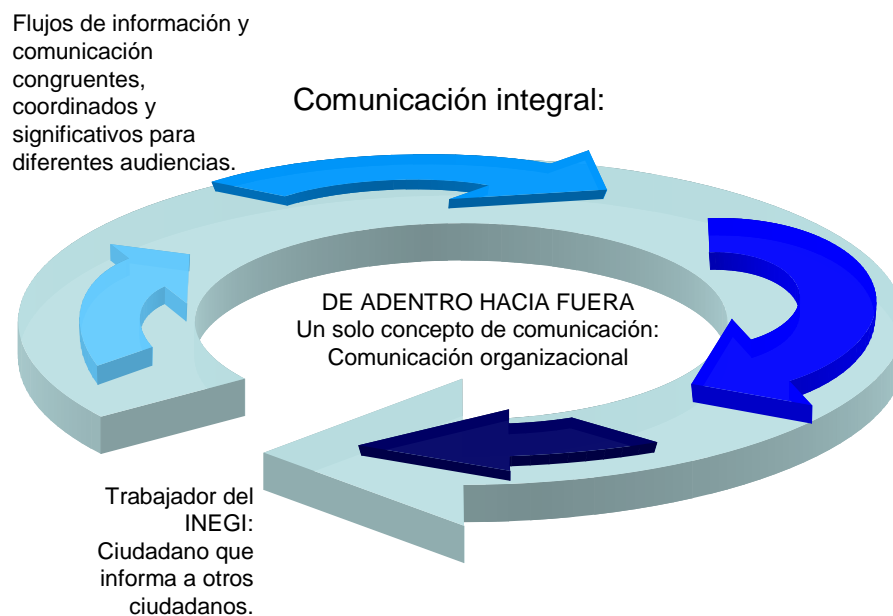 Flujos de información y
comunicación
congruentes,
coordinados y
significativos para
diferentes audiencias.
Comunicación integral:
DE ADENTRO HACIA FUERA
Un solo concepto de comunicación:
Comunicación organizacional
Trabajador del
INEGI:
Ciudadano que
informa a otros
ciudadanos.